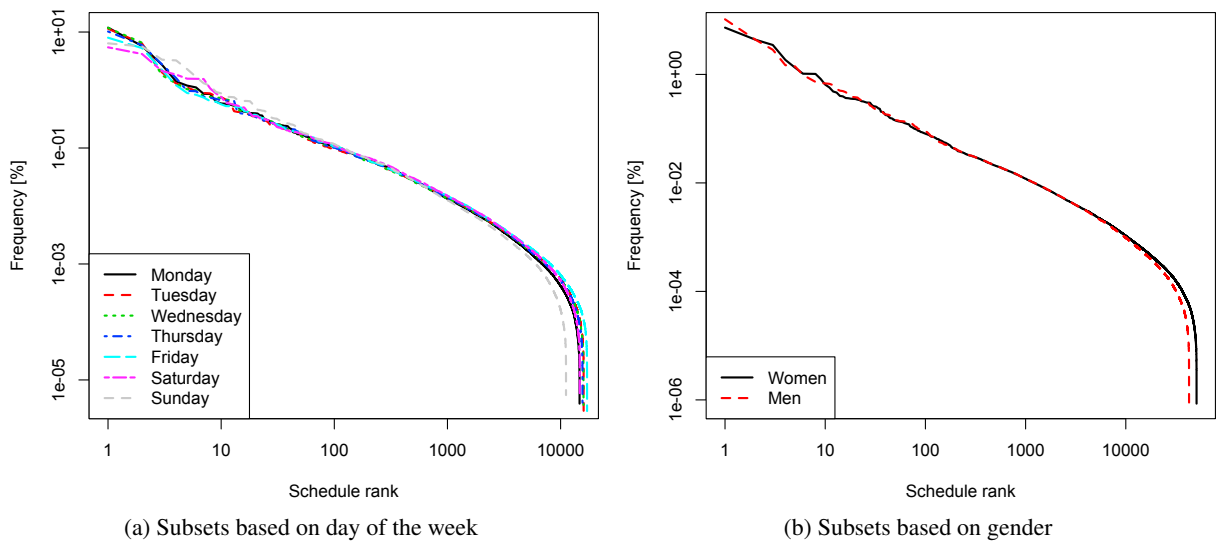 1e+01
1e-01
1e-03
1e-05
Frequency [%]
Monday
Tuesday
Wednesday
Thursday
Friday
Saturday
Sunday
1 10 100 1000 10000
Schedule rank
(a) Subsets based on day of the week
1e+00
1e-02
1e-04
1e-06
Frequency [%]
Women
Men
1 10 100 1000 10000
Schedule rank
(b) Subsets based on gender